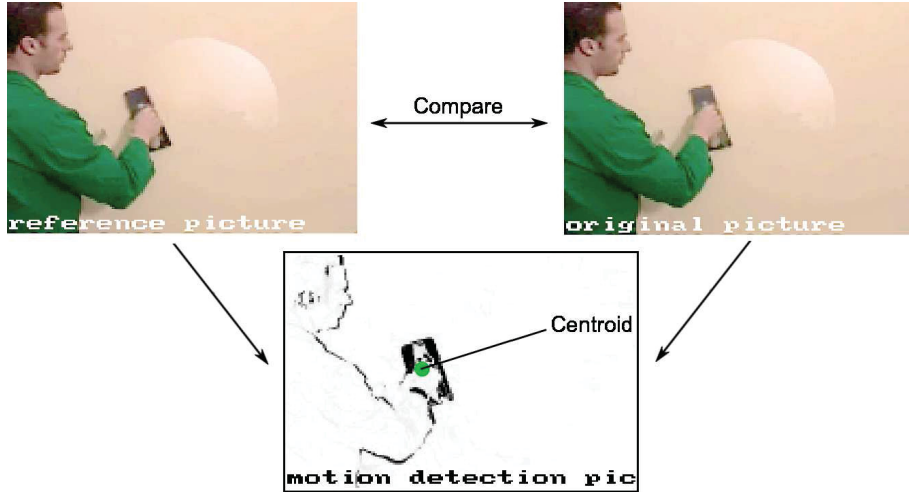 Compare
reference picture
original picture
Centroid
motion detection pic